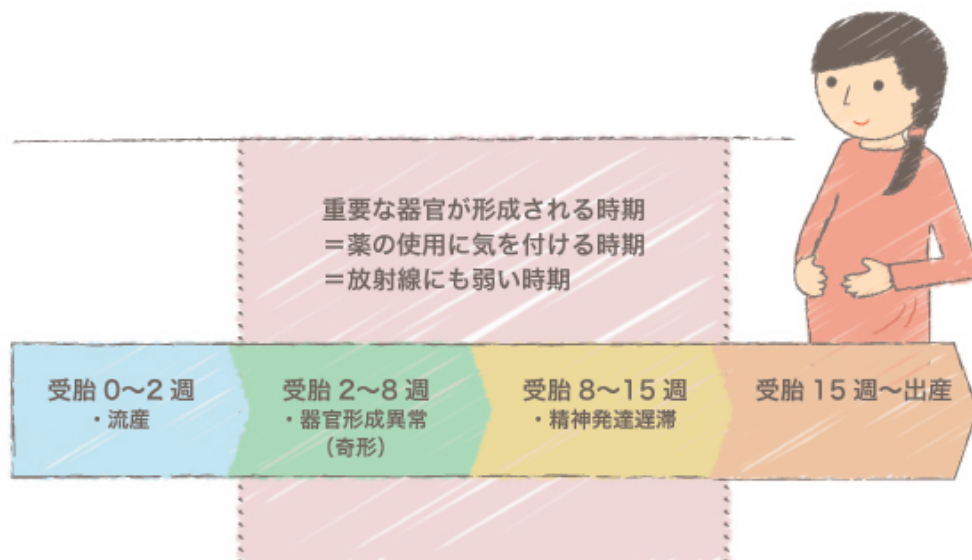 重要な器官が形成される時期
＝薬の使用に気を付ける時期
＝放射線にも弱い時期
受胎 0〜2 週
・流産
受胎 2〜8 週
・器官形成異常
（奇形）
受胎 8〜15 週
・精神発達遅滞
受胎 15 週〜出産